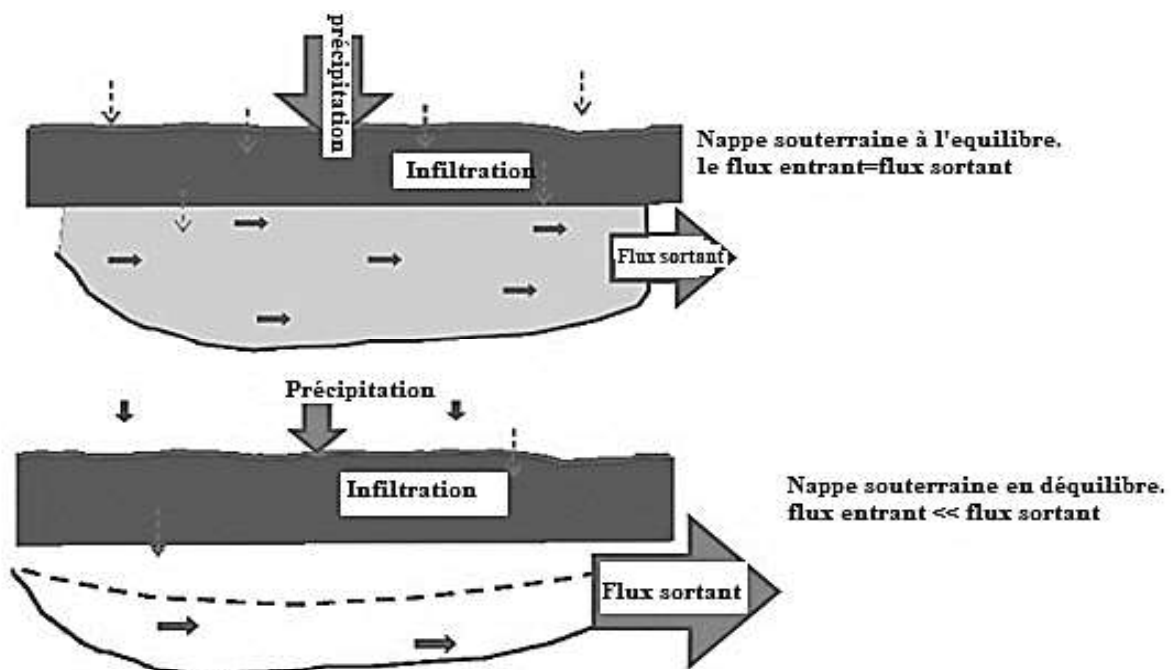 précipitation
Infiltration
Nappe souterraine à l'equilibre.
le flux entrant=flux sortant
Flux sortant
Précipitation
Infiltration
Nappe souterraine en déquilibre.
flux entrant << flux sortant
Flux sortant